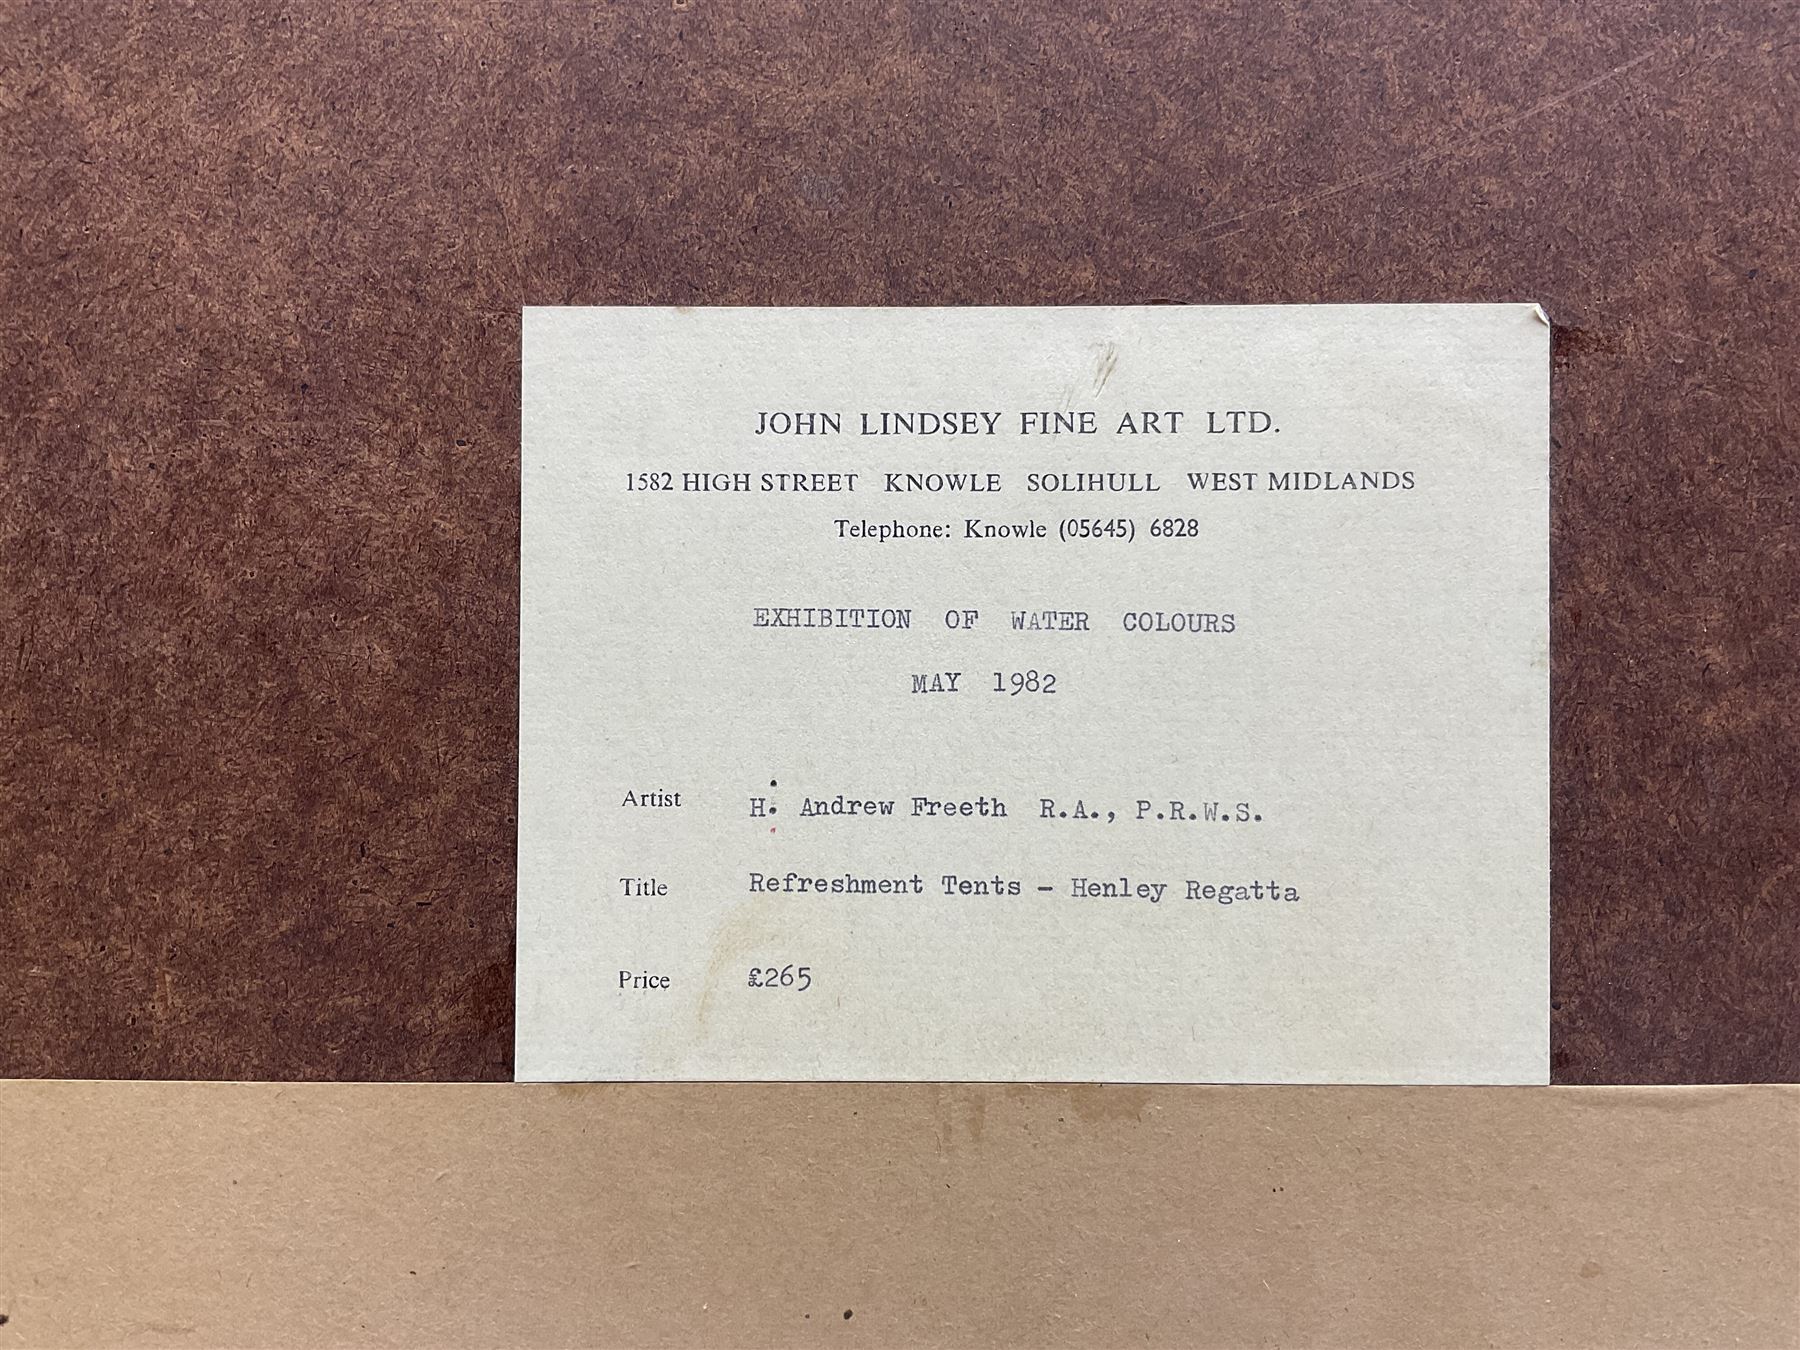 JOHN LINDSEY FINE ART LTD.
1582 HIGH STREET KNOWLE SOLIHULL WEST MIDLANDS
Telephone: Knowle (05645) 6828
EXHIBITION OF WATER COLOURS
MAY 1982
Artist H. Andrew Freeth R.A., P.R.W.S.
Title Refreshment Tents - Henley Regatta
Price £265